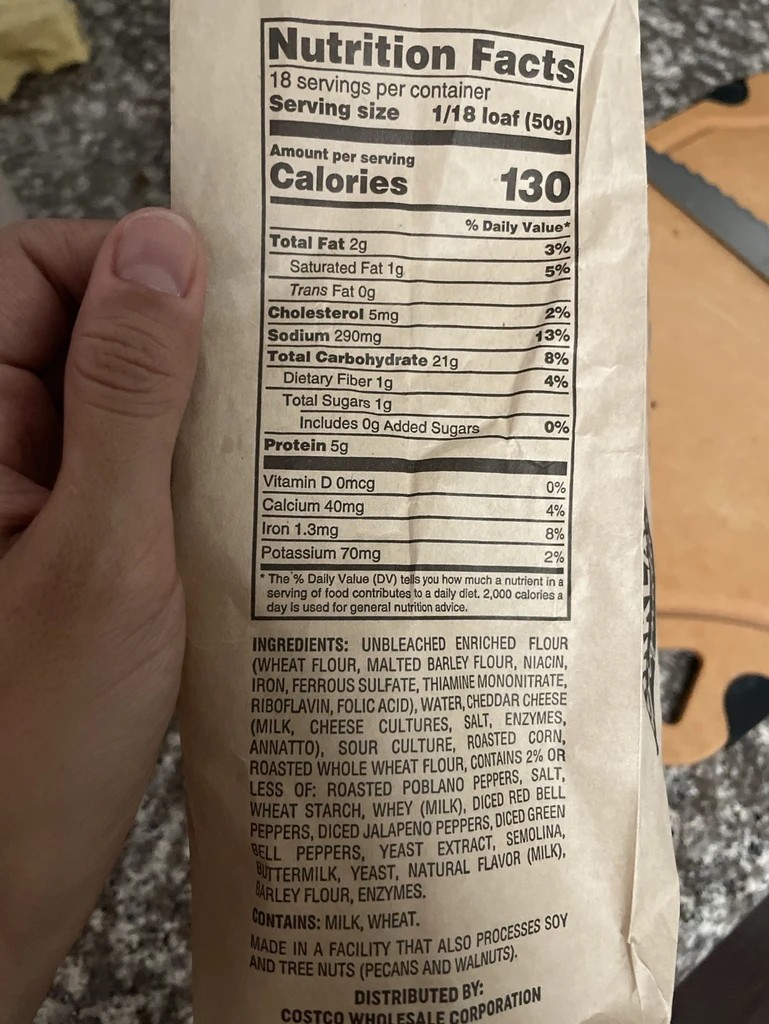 Nutrition Facts
18 servings per container
Serving size 1/18 loaf (50g)
Amount per serving
Calories 130
% Daily Value*
Total Fat 2g 3%
Saturated Fat 1g 5%
Trans Fat 0g
Cholesterol 5mg 2%
Sodium 290mg 13%
Total Carbohydrate 21g 8%
Dietary Fiber 1g 4%
Total Sugars 1g
Includes 0g Added Sugars 0%
Protein 5g
Vitamin D 0mcg 0%
Calcium 40mg 4%
Iron 1.3mg 8%
Potassium 70mg 2%
* The % Daily Value (DV) tells you how much a nutrient in a
serving of food contributes to a daily diet. 2,000 calories a
day is used for general nutrition advice.
INGREDIENTS: UNBLEACHED ENRICHED FLOUR
(WHEAT FLOUR, MALTED BARLEY FLOUR, NIACIN,
IRON, FERROUS SULFATE, THIAMINE MONONITRATE,
RIBOFLAVIN, FOLIC ACID), WATER, CHEDDAR CHEESE
(MILK, CHEESE CULTURES, SALT, ENZYMES,
ANNATTO), SOUR CULTURE, ROASTED CORN,
ROASTED WHOLE WHEAT FLOUR, CONTAINS 2% OR
LESS OF: ROASTED POBLANO PEPPERS, SALT,
WHEAT STARCH, WHEY (MILK), DICED RED BELL
PEPPERS, DICED JALAPENO PEPPERS, DICED GREEN
BELL PEPPERS, YEAST EXTRACT, SEMOLINA,
BUTTERMILK, YEAST, NATURAL FLAVOR (MILK),
BARLEY FLOUR, ENZYMES.
CONTAINS: MILK, WHEAT.
MADE IN A FACILITY THAT ALSO PROCESSES SOY
AND TREE NUTS (PECANS AND WALNUTS).
DISTRIBUTED BY:
COSTCO WHOLESALE CORPORATION